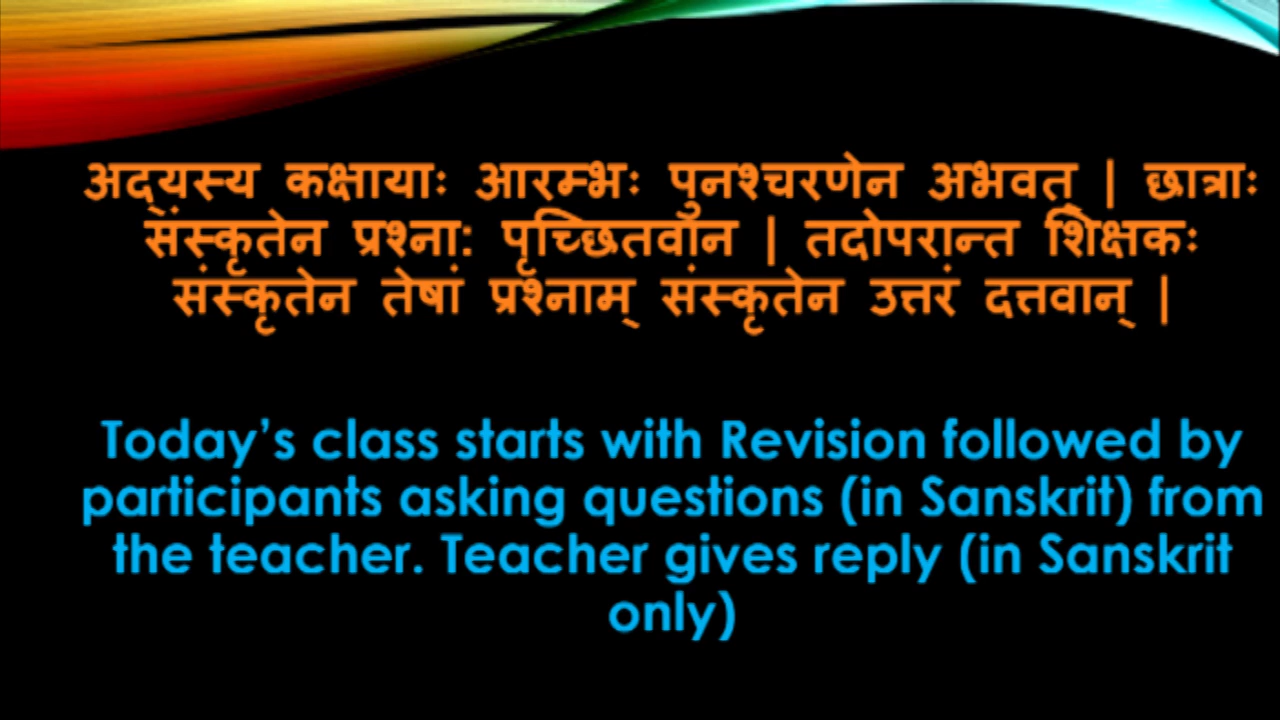 अद्यस्य कक्षायाः आरम्भः पुनश्चरणेन अभवत् | छात्राः
संस्कृतेन प्रश्ना: पृच्छितवान | तदोपरान्त शिक्षकः
संस्कृतेन तेषां प्रश्नाम् संस्कृतेन उत्तरं दत्तवान् |
Today’s class starts with Revision followed by
participants asking questions (in Sanskrit) from
the teacher. Teacher gives reply (in Sanskrit
only)